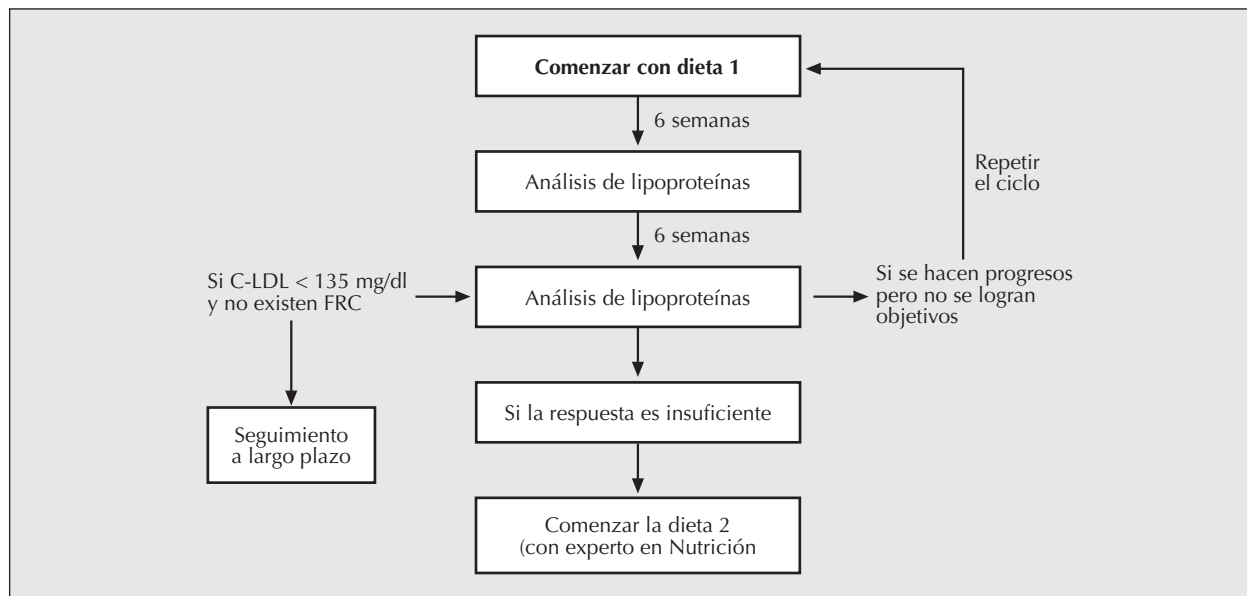 Comenzar con dieta 1
6 semanas
Análisis de lipoproteínas
Repetir
el ciclo
6 semanas
Si C-LDL < 135 mg/dl
y no existen FRC
Análisis de lipoproteínas
Si se hacen progresos
pero no se logran
objetivos
Si la respuesta es insuficiente
Seguimiento
a largo plazo
Comenzar la dieta 2
(con experto en Nutrición